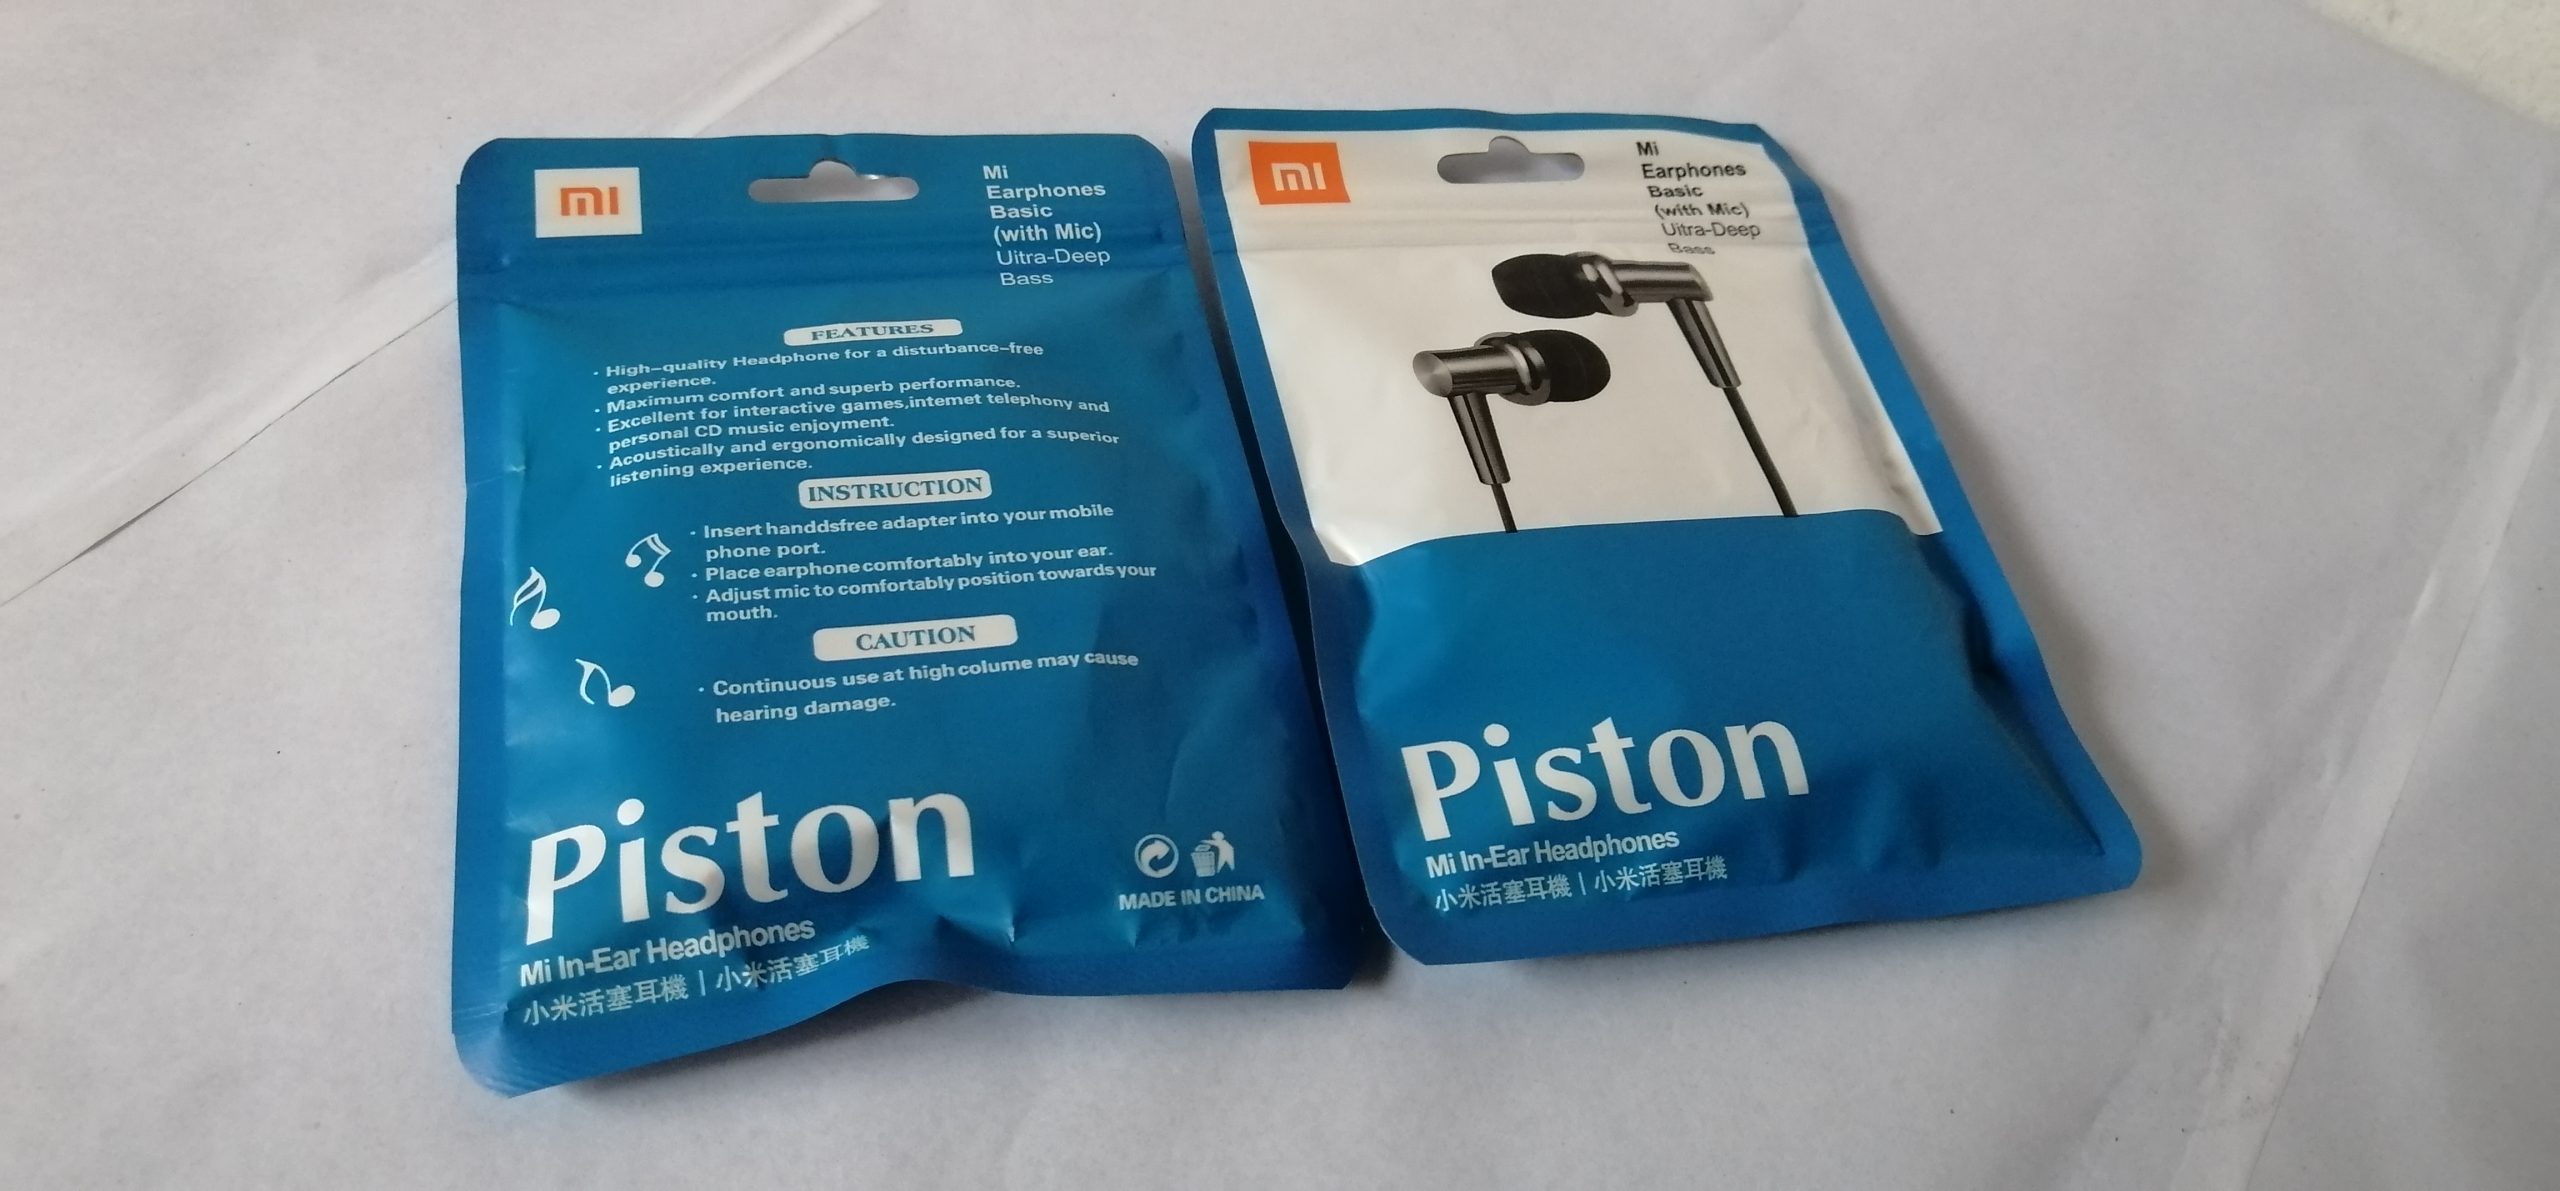 mi
Mi
Earphones
Basic
(with Mic)
Uitra-Deep
Bass
FEATURES
· High-quality Headphone for a disturbance-free
experience.
· Maximum comfort and superb performance.
· Excellent for interactive games,internet telephony and
personal CD music enjoyment.
· Acoustically and ergonomically designed for a superior
listening experience.
INSTRUCTION
· Insert handdsfree adapter into your mobile
phone port.
· Place earphone comfortably into your ear.
· Adjust mic to comfortably position towards your
mouth.
CAUTION
· Continuous use at high colume may cause
hearing damage.
Piston
Mi In-Ear Headphones
小米活塞耳機 | 小米活塞耳機
MADE IN CHINA
mi
Mi
Earphones
Basic
(with Mic)
Uitra-Deep
Bass
Piston
Mi In-Ear Headphones
小米活塞耳機 | 小米活塞耳機